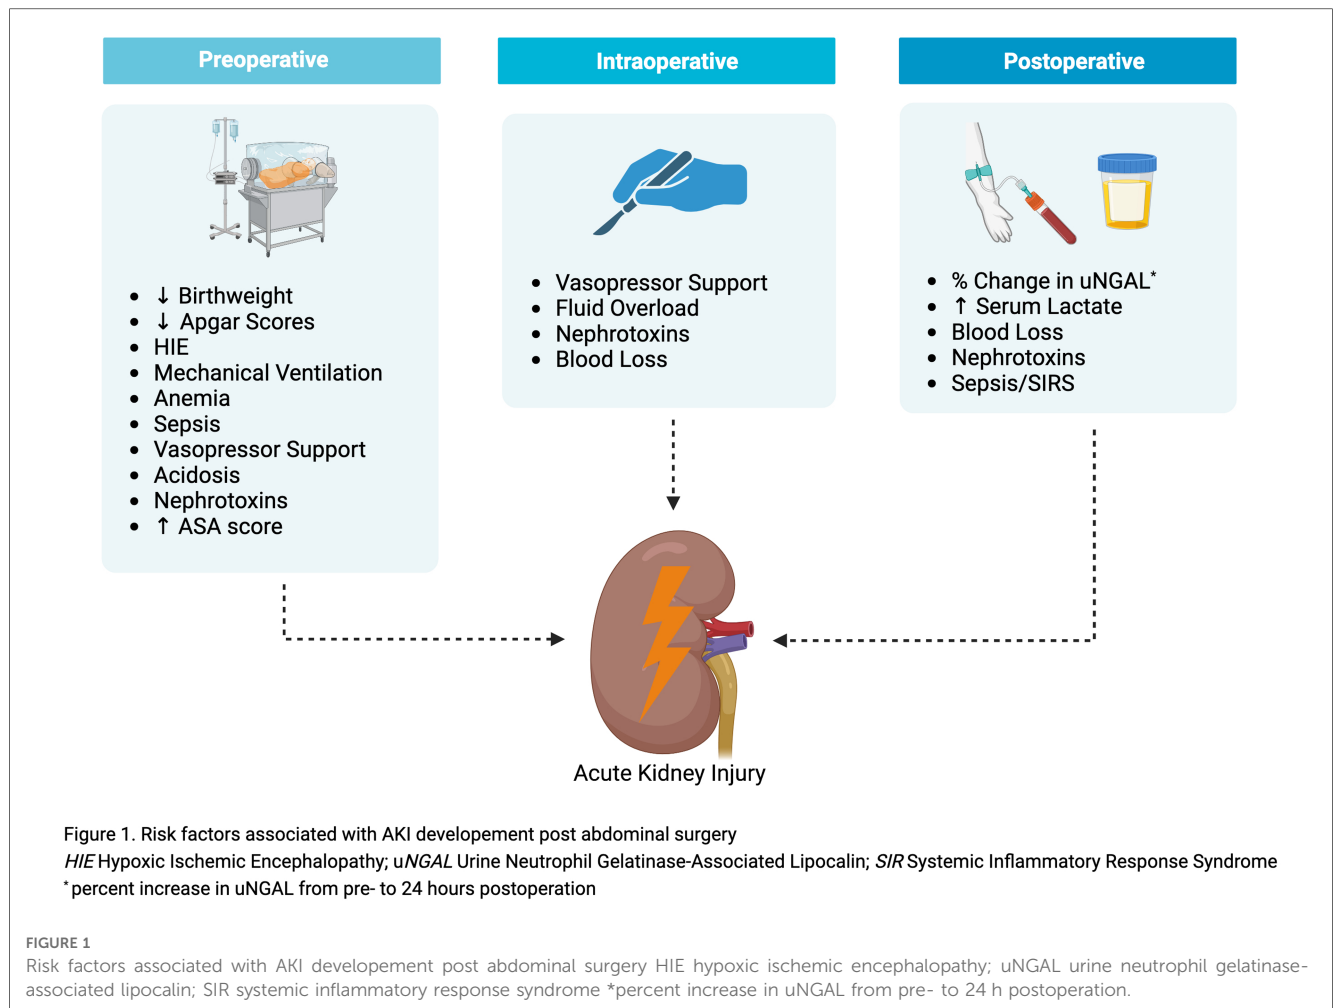 Preoperative
Intraoperative
Postoperative
• ↓ Birthweight
• ↓ Apgar Scores
• HIE
• Mechanical Ventilation
• Anemia
• Sepsis
• Vasopressor Support
• Acidosis
• Nephrotoxins
• ↑ ASA score
• Vasopressor Support
• Fluid Overload
• Nephrotoxins
• Blood Loss
• % Change in uNGAL*
• ↑ Serum Lactate
• Blood Loss
• Nephrotoxins
• Sepsis/SIRS
Acute Kidney Injury
Figure 1. Risk factors associated with AKI developement post abdominal surgery
HIE Hypoxic Ischemic Encephalopathy; uNGAL Urine Neutrophil Gelatinase-Associated Lipocalin; SIR Systemic Inflammatory Response Syndrome
* percent increase in uNGAL from pre- to 24 hours postoperation
FIGURE 1
Risk factors associated with AKI developement post abdominal surgery HIE hypoxic ischemic encephalopathy; uNGAL urine neutrophil gelatinase-
associated lipocalin; SIR systemic inflammatory response syndrome *percent increase in uNGAL from pre- to 24 h postoperation.